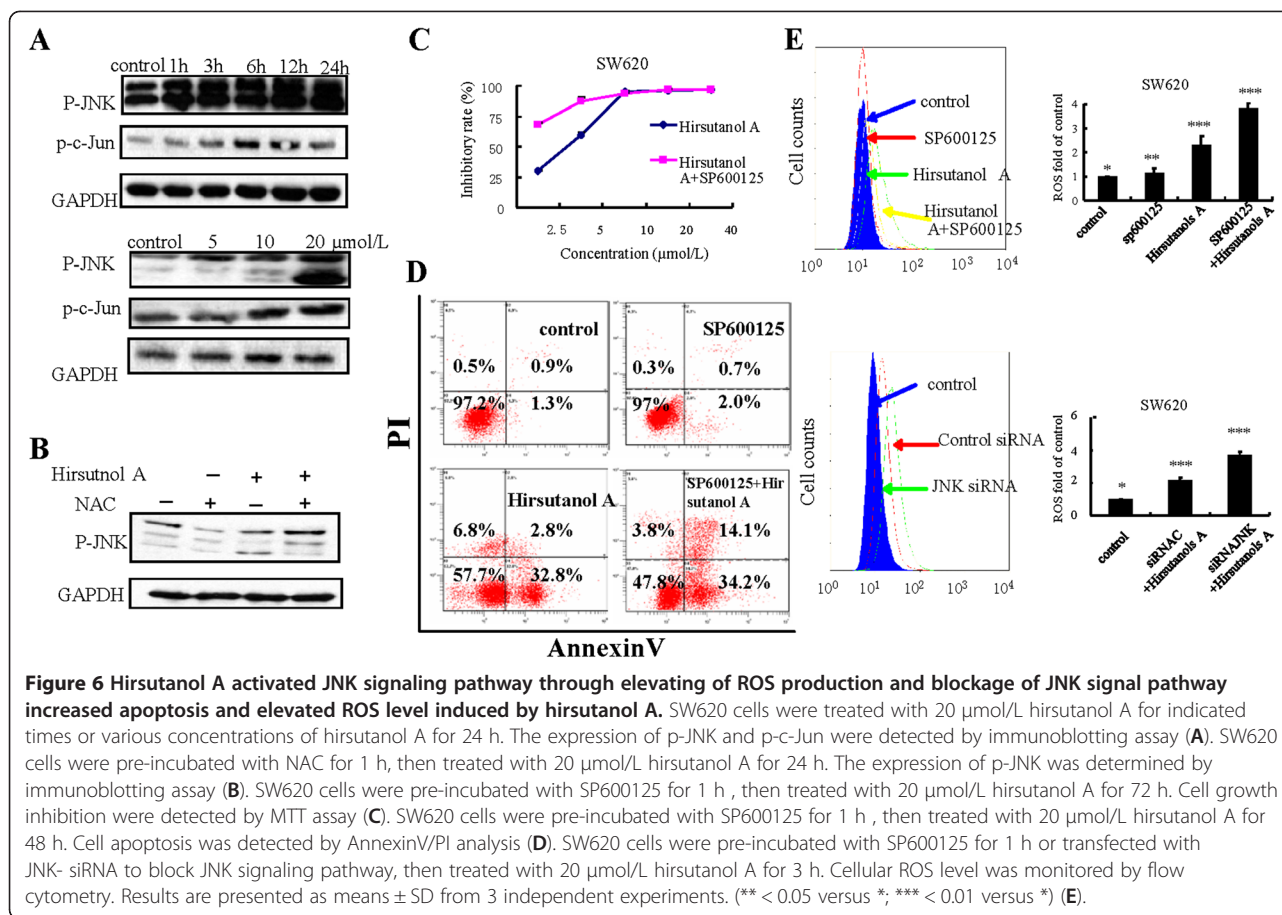 A
control 1h 3h 6h 12h 24h
P-JNK
p-c-Jun
GAPDH
control 5 10 20 µmol/L
P-JNK
p-c-Jun
GAPDH
B
Hirsutnol A – + +
NAC – + – +
P-JNK
GAPDH
C
SW620
Inhibitory rate (%)
100
75
50
25
0
2.5 5 10 20 40
Concentration (µmol/L)
Hirsutanol A
Hirsutanol
A+SP600125
D
PI
control
0.5% 0.9%
97.2% 1.3%
SP600125
0.3% 0.7%
97% 2.0%
Hirsutanol A
6.8% 2.8%
57.7% 32.8%
SP600125+Hir
sutanol A
3.8% 14.1%
47.8% 34.2%
AnnexinV
E
Cell counts
control
SP600125
Hirsutanol A
Hirsutanol
A+SP600125
10⁰ 10¹ 10² 10³ 10⁴
SW620
ROS fold of control
5
4
3
2
1
0
* ** *** ***
control
sp600125
Hirsutanols A
SP600125
+Hirsutanols A
Cell counts
control
Control siRNA
JNK siRNA
10⁰ 10¹ 10² 10³ 10⁴
SW620
ROS fold of control
6
4
2
0
* *** ***
control
siRNAC
+Hirsutanols A
siRNAJNK
+Hirsutanols A
Figure 6 Hirsutanol A activated JNK signaling pathway through elevating of ROS production and blockage of JNK signal pathway
increased apoptosis and elevated ROS level induced by hirsutanol A. SW620 cells were treated with 20 µmol/L hirsutanol A for indicated
times or various concentrations of hirsutanol A for 24 h. The expression of p-JNK and p-c-Jun were detected by immunoblotting assay (A). SW620
cells were pre-incubated with NAC for 1 h, then treated with 20 µmol/L hirsutanol A for 24 h. The expression of p-JNK was determined by
immunoblotting assay (B). SW620 cells were pre-incubated with SP600125 for 1 h , then treated with 20 µmol/L hirsutanol A for 72 h. Cell growth
inhibition were detected by MTT assay (C). SW620 cells were pre-incubated with SP600125 for 1 h , then treated with 20 µmol/L hirsutanol A for
48 h. Cell apoptosis was detected by AnnexinV/PI analysis (D). SW620 cells were pre-incubated with SP600125 for 1 h or transfected with
JNK- siRNA to block JNK signaling pathway, then treated with 20 µmol/L hirsutanol A for 3 h. Cellular ROS level was monitored by flow
cytometry. Results are presented as means ± SD from 3 independent experiments. (** < 0.05 versus *; *** < 0.01 versus *) (E).